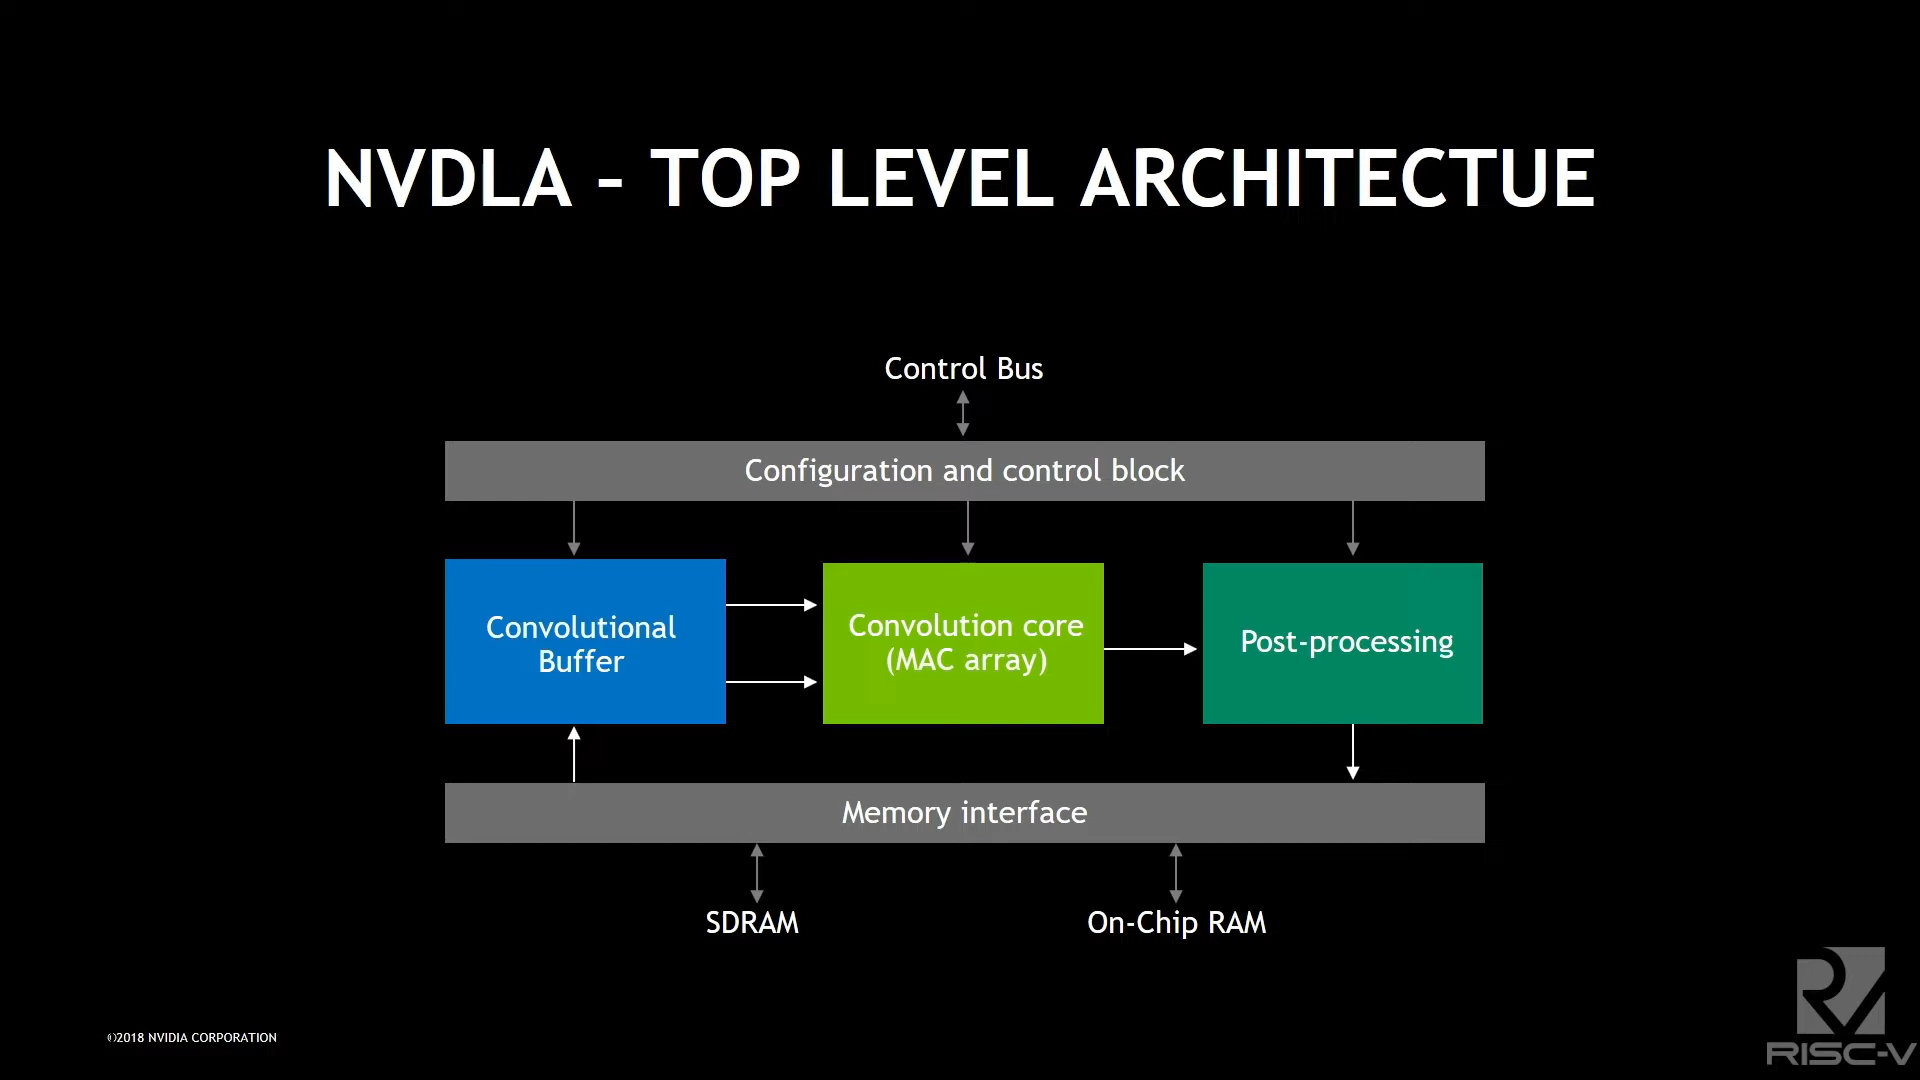 NVDLA – TOP LEVEL ARCHITECTUE
Control Bus
Configuration and control block
Convolutional
Buffer
Convolution core
(MAC array)
Post-processing
Memory interface
SDRAM
On-Chip RAM
©2018 NVIDIA CORPORATION
RISC-V